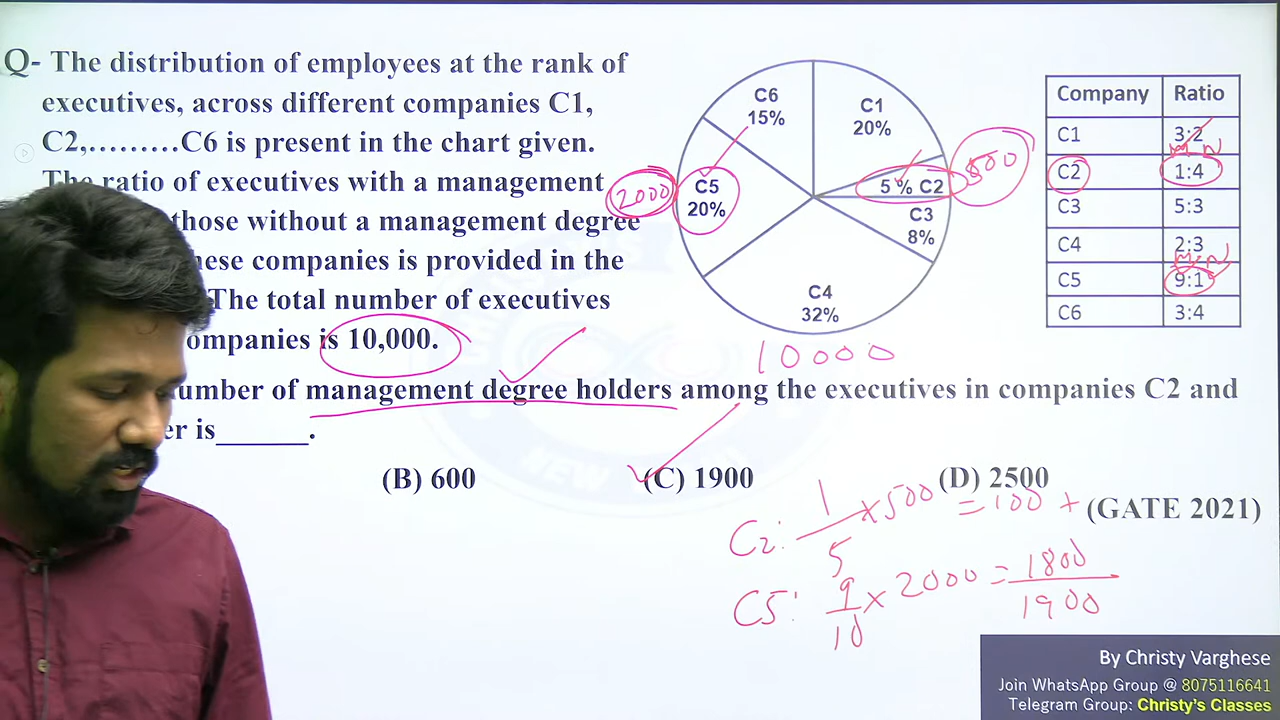 Q- The distribution of employees at the rank of
executives, across different companies C1,
C2,.........C6 is present in the chart given.
The ratio of executives with a management
those without a management degree
these companies is provided in the
The total number of executives
ompanies is 10,000.
umber of management degree holders among the executives in companies C2 and
er is______.
(B) 600 (C) 1900 (D) 2500
(GATE 2021)
C6
15%
C1
20%
C5
20%
5% C2
C3
8%
C4
32%
2000
500
10000
Company Ratio
C1 3:2
m N
C2 1:4
C3 5:3
C4 2:3
m N
C5 9:1
C6 3:4
C2: 1/5 × 500 = 100 +
C5: 9/10 × 2000 = 1800
1900
By Christy Varghese
Join WhatsApp Group @ 8075116641
Telegram Group: Christy's Classes